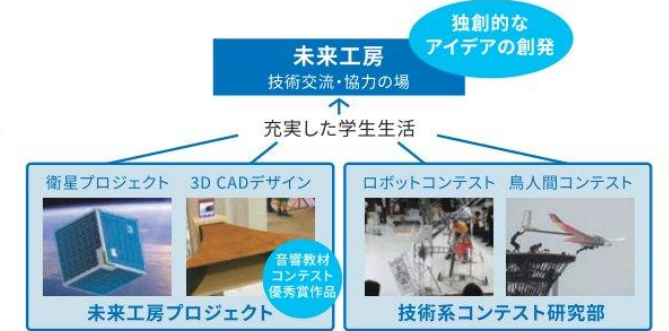 独創的な
アイデアの創発
未来工房
技術交流・協力の場
充実した学生生活
衛星プロジェクト
3D CADデザイン
ロボットコンテスト
鳥人間コンテスト
音響教材
コンテスト
優秀賞作品
未来工房プロジェクト
技術系コンテスト研究部